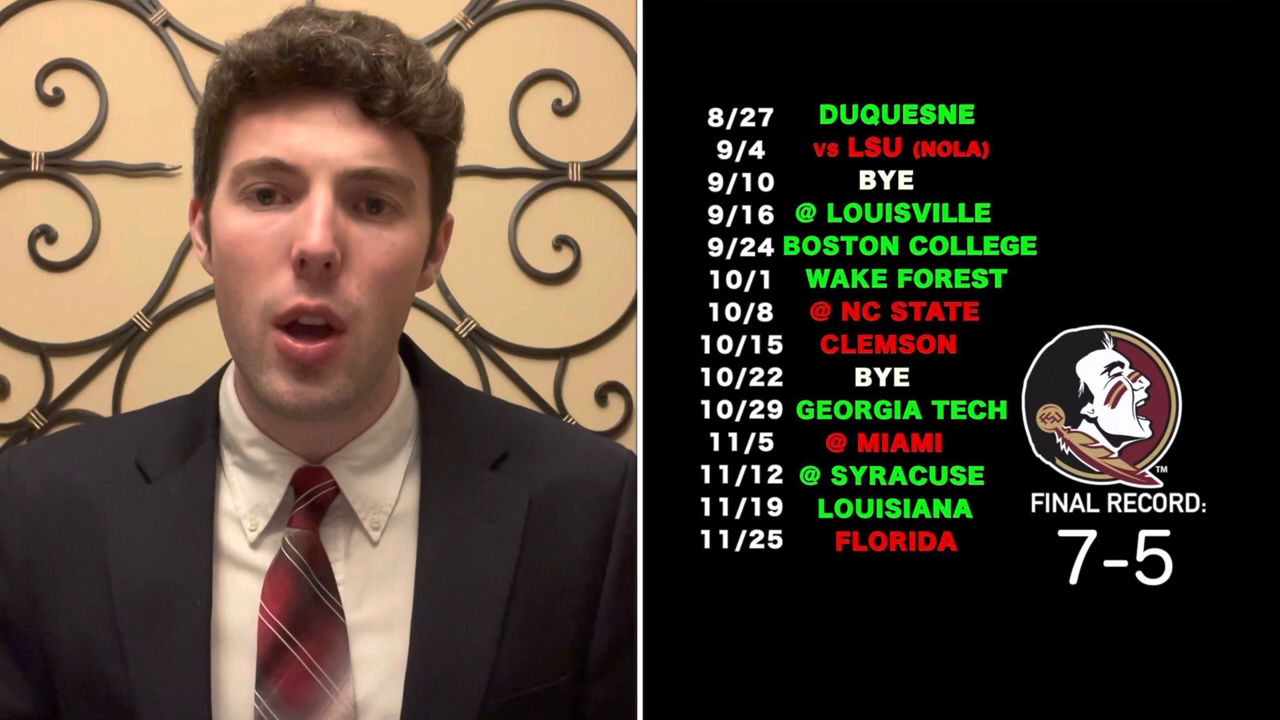 8/27 DUQUESNE
9/4 VS LSU (NOLA)
9/10 BYE
9/16 @ LOUISVILLE
9/24 BOSTON COLLEGE
10/1 WAKE FOREST
10/8 @ NC STATE
10/15 CLEMSON
10/22 BYE
10/29 GEORGIA TECH
11/5 @ MIAMI
11/12 @ SYRACUSE
11/19 LOUISIANA
11/25 FLORIDA
TM
FINAL RECORD:
7-5